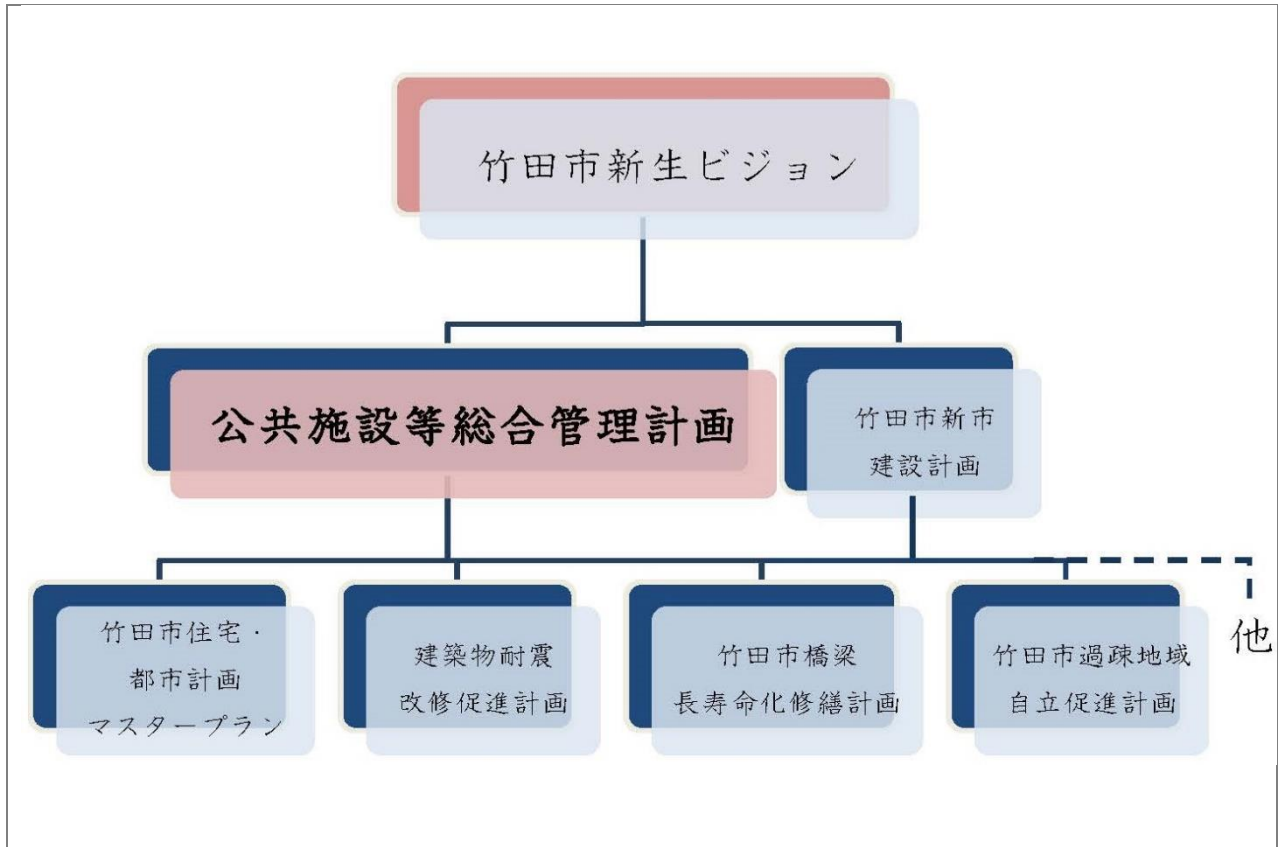 竹田市新生ビジョン
公共施設等総合管理計画
竹田市新市
建設計画
竹田市住宅・
都市計画
マスタープラン
建築物耐震
改修促進計画
竹田市橋梁
長寿命化修繕計画
竹田市過疎地域
自立促進計画
他